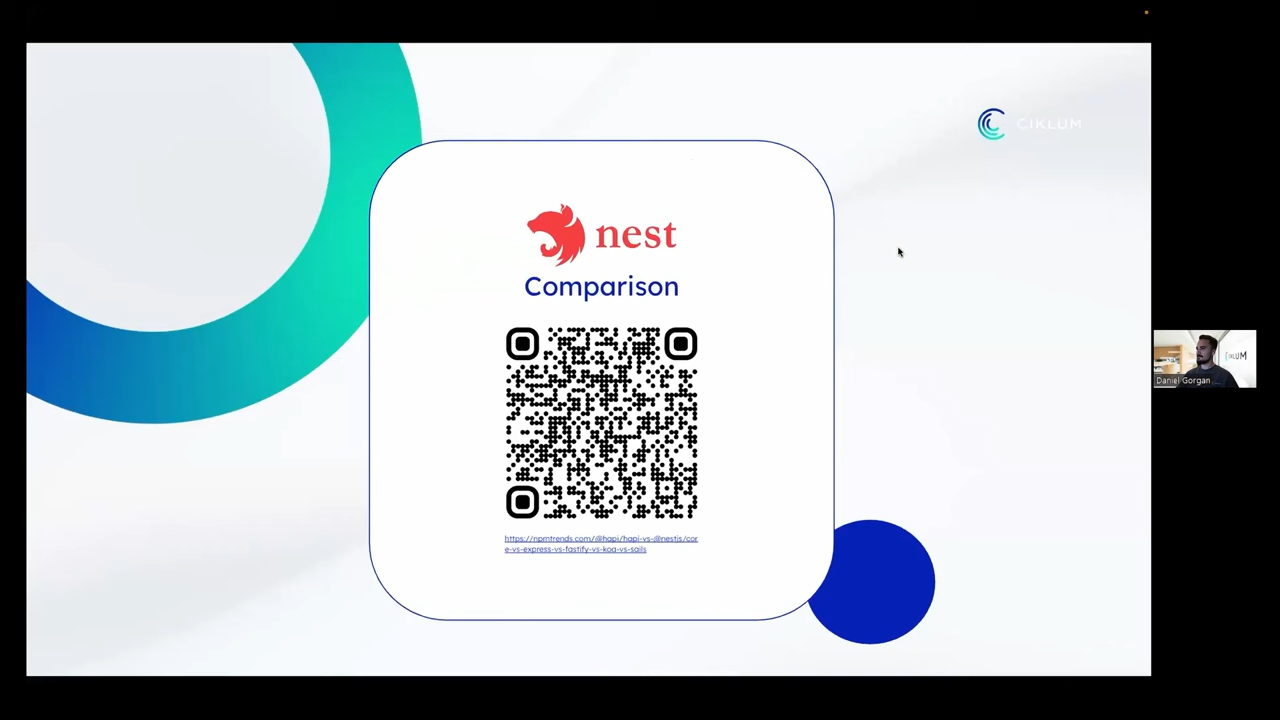 CIKLUM
nest
Comparison
https://npmtrends.com/@hapi/hapi-vs-@nestjs/cor
e-vs-express-vs-fastify-vs-koa-vs-sails
Daniel Gorgan